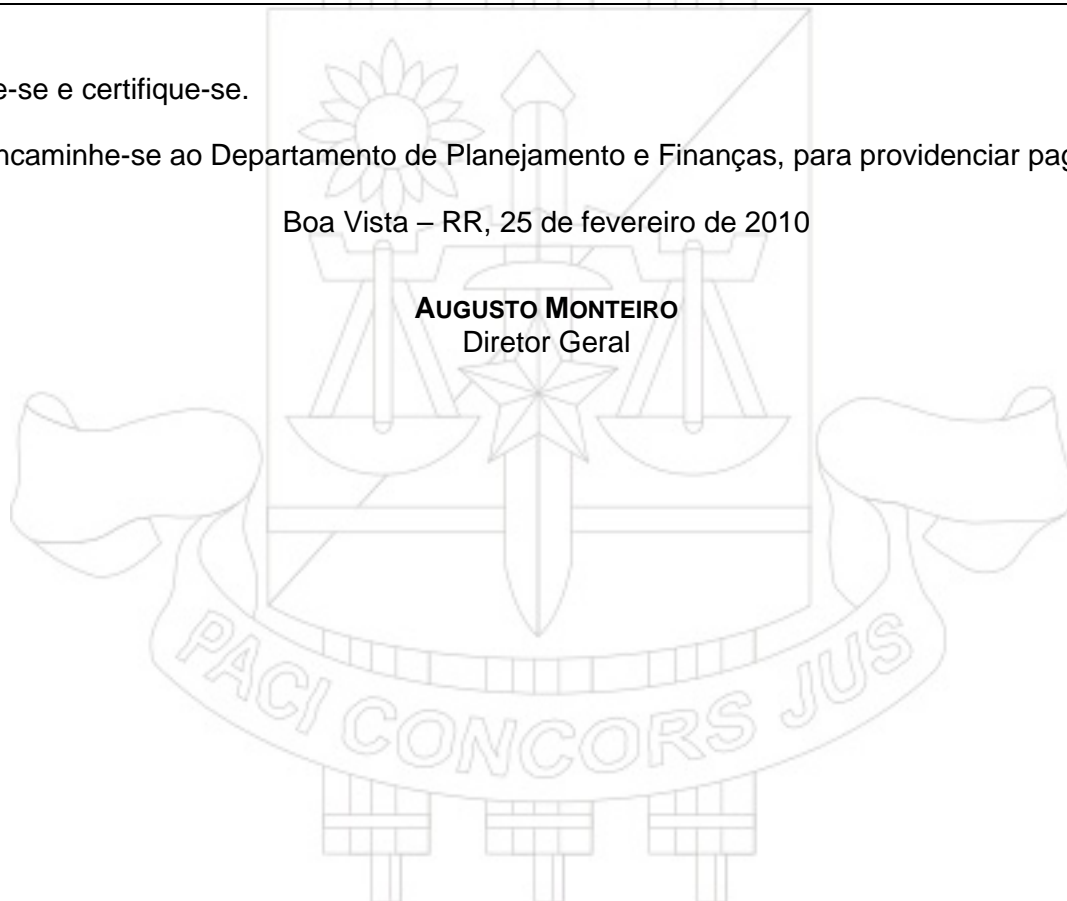 e-se e certifique-se.
ncaminhe-se ao Departamento de Planejamento e Finanças, para providenciar pag
Boa Vista – RR, 25 de fevereiro de 2010
AUGUSTO MONTEIRO
Diretor Geral
PACI CONCORS JUS